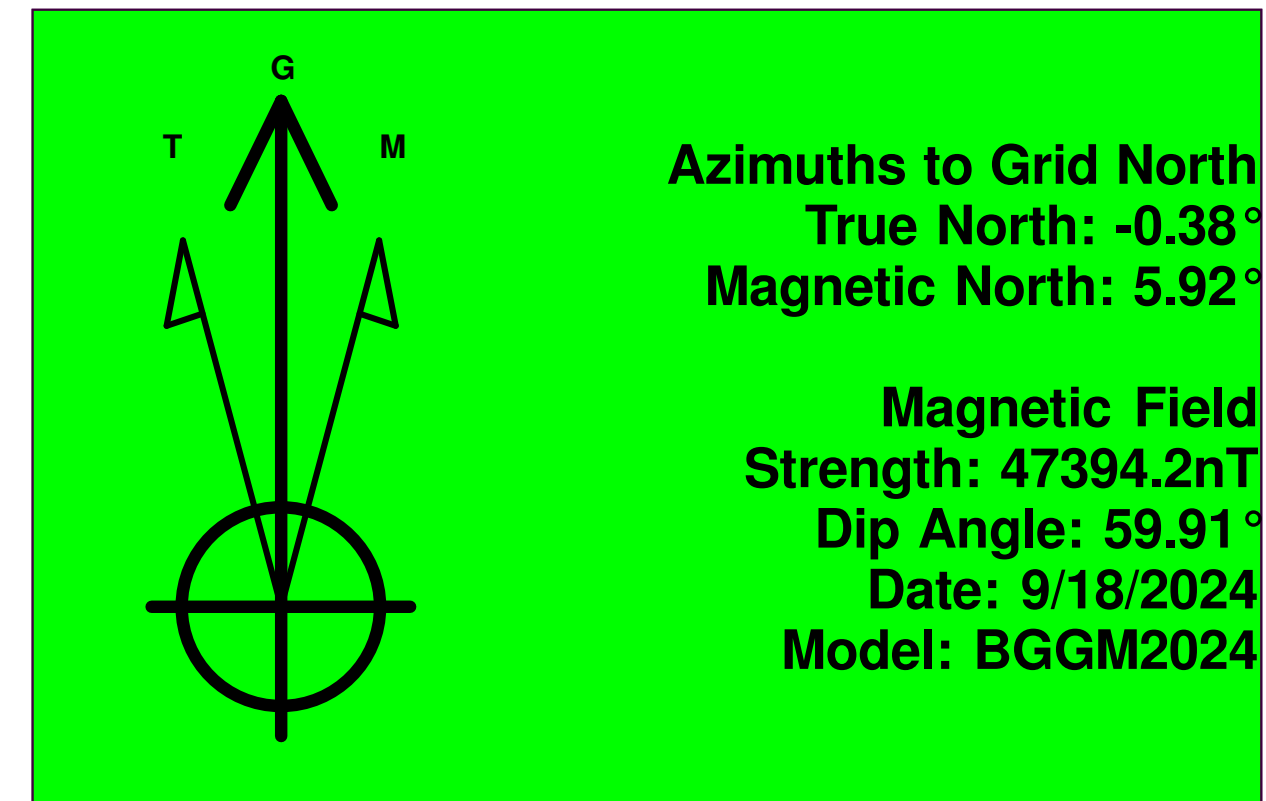 G
T
M
Azimuths to Grid North
True North: -0.38°
Magnetic North: 5.92°
Magnetic Field
Strength: 47394.2nT
Dip Angle: 59.91°
Date: 9/18/2024
Model: BGGM2024